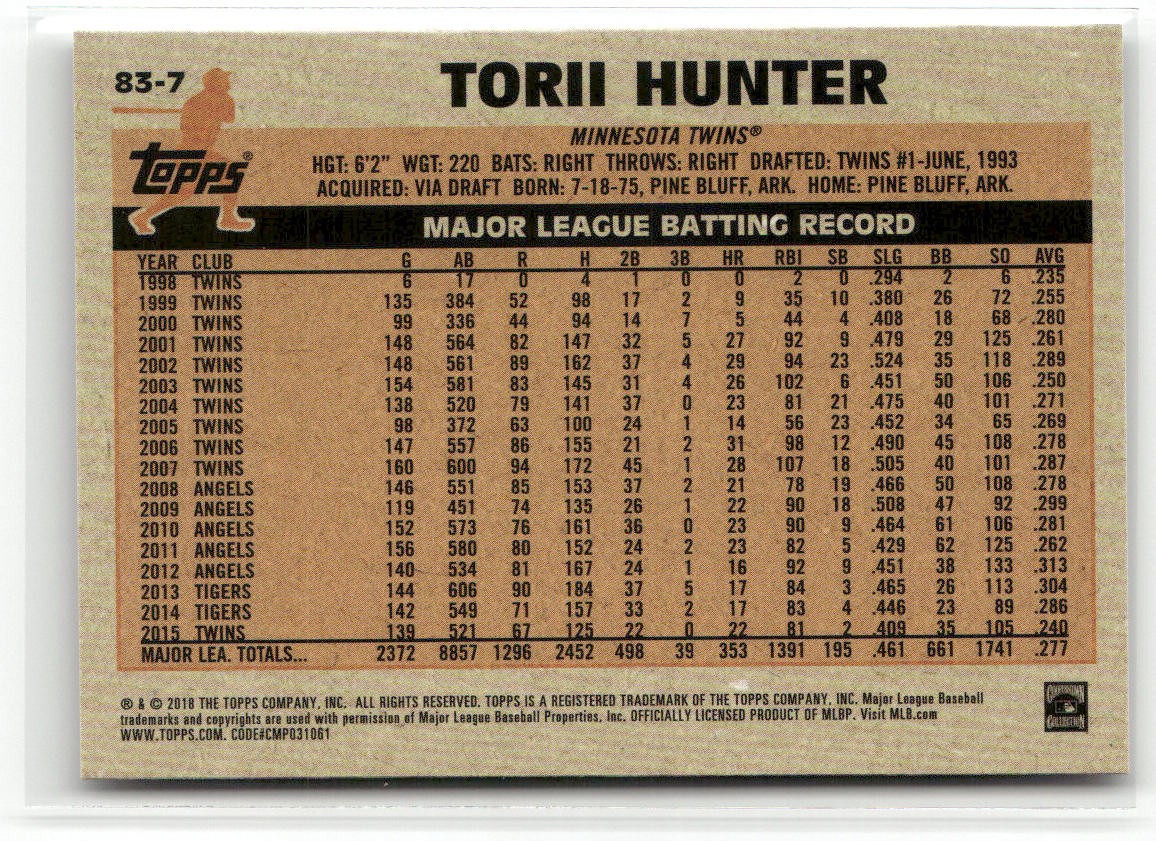 83-7
TORII HUNTER
Topps®
MINNESOTA TWINS®
HGT: 6'2" WGT: 220 BATS: RIGHT THROWS: RIGHT DRAFTED: TWINS #1-JUNE, 1993
ACQUIRED: VIA DRAFT BORN: 7-18-75, PINE BLUFF, ARK. HOME: PINE BLUFF, ARK.
MAJOR LEAGUE BATTING RECORD
YEAR CLUB G AB R H 2B 3B HR RBI SB SLG BB SO AVG
1998 TWINS 6 17 0 4 1 0 0 2 0 .294 2 6 .235
1999 TWINS 135 384 52 98 17 2 9 35 10 .380 26 72 .255
2000 TWINS 99 336 44 94 14 7 5 44 4 .408 18 68 .280
2001 TWINS 148 564 82 147 32 5 27 92 9 .479 29 125 .261
2002 TWINS 148 561 89 162 37 4 29 94 23 .524 35 118 .289
2003 TWINS 154 581 83 145 31 4 26 102 6 .451 50 106 .250
2004 TWINS 138 520 79 141 37 0 23 81 21 .475 40 101 .271
2005 TWINS 98 372 63 100 24 1 14 56 23 .452 34 65 .269
2006 TWINS 147 557 86 155 21 2 31 98 12 .490 45 108 .278
2007 TWINS 160 600 94 172 45 1 28 107 18 .505 40 101 .287
2008 ANGELS 146 551 85 153 37 2 21 78 19 .466 50 108 .278
2009 ANGELS 119 451 74 135 26 1 22 90 18 .508 47 92 .299
2010 ANGELS 152 573 76 161 36 0 23 90 9 .464 61 106 .281
2011 ANGELS 156 580 80 152 24 2 23 82 5 .429 62 125 .262
2012 ANGELS 140 534 81 167 24 1 16 92 9 .451 38 133 .313
2013 TIGERS 144 606 90 184 37 5 17 84 3 .465 26 113 .304
2014 TIGERS 142 549 71 157 33 2 17 83 4 .446 23 89 .286
2015 TWINS 139 521 67 125 22 0 22 81 2 .409 35 105 .240
MAJOR LEA. TOTALS... 2372 8857 1296 2452 498 39 353 1391 195 .461 661 1741 .277
® & © 2018 THE TOPPS COMPANY, INC. ALL RIGHTS RESERVED. TOPPS IS A REGISTERED TRADEMARK OF THE TOPPS COMPANY, INC. Major League Baseball
trademarks and copyrights are used with permission of Major League Baseball Properties, Inc. OFFICIALLY LICENSED PRODUCT OF MLBP. Visit MLB.com
WWW.TOPPS.COM. CODE#CMP031061
COOPERSTOWN
COLLECTION